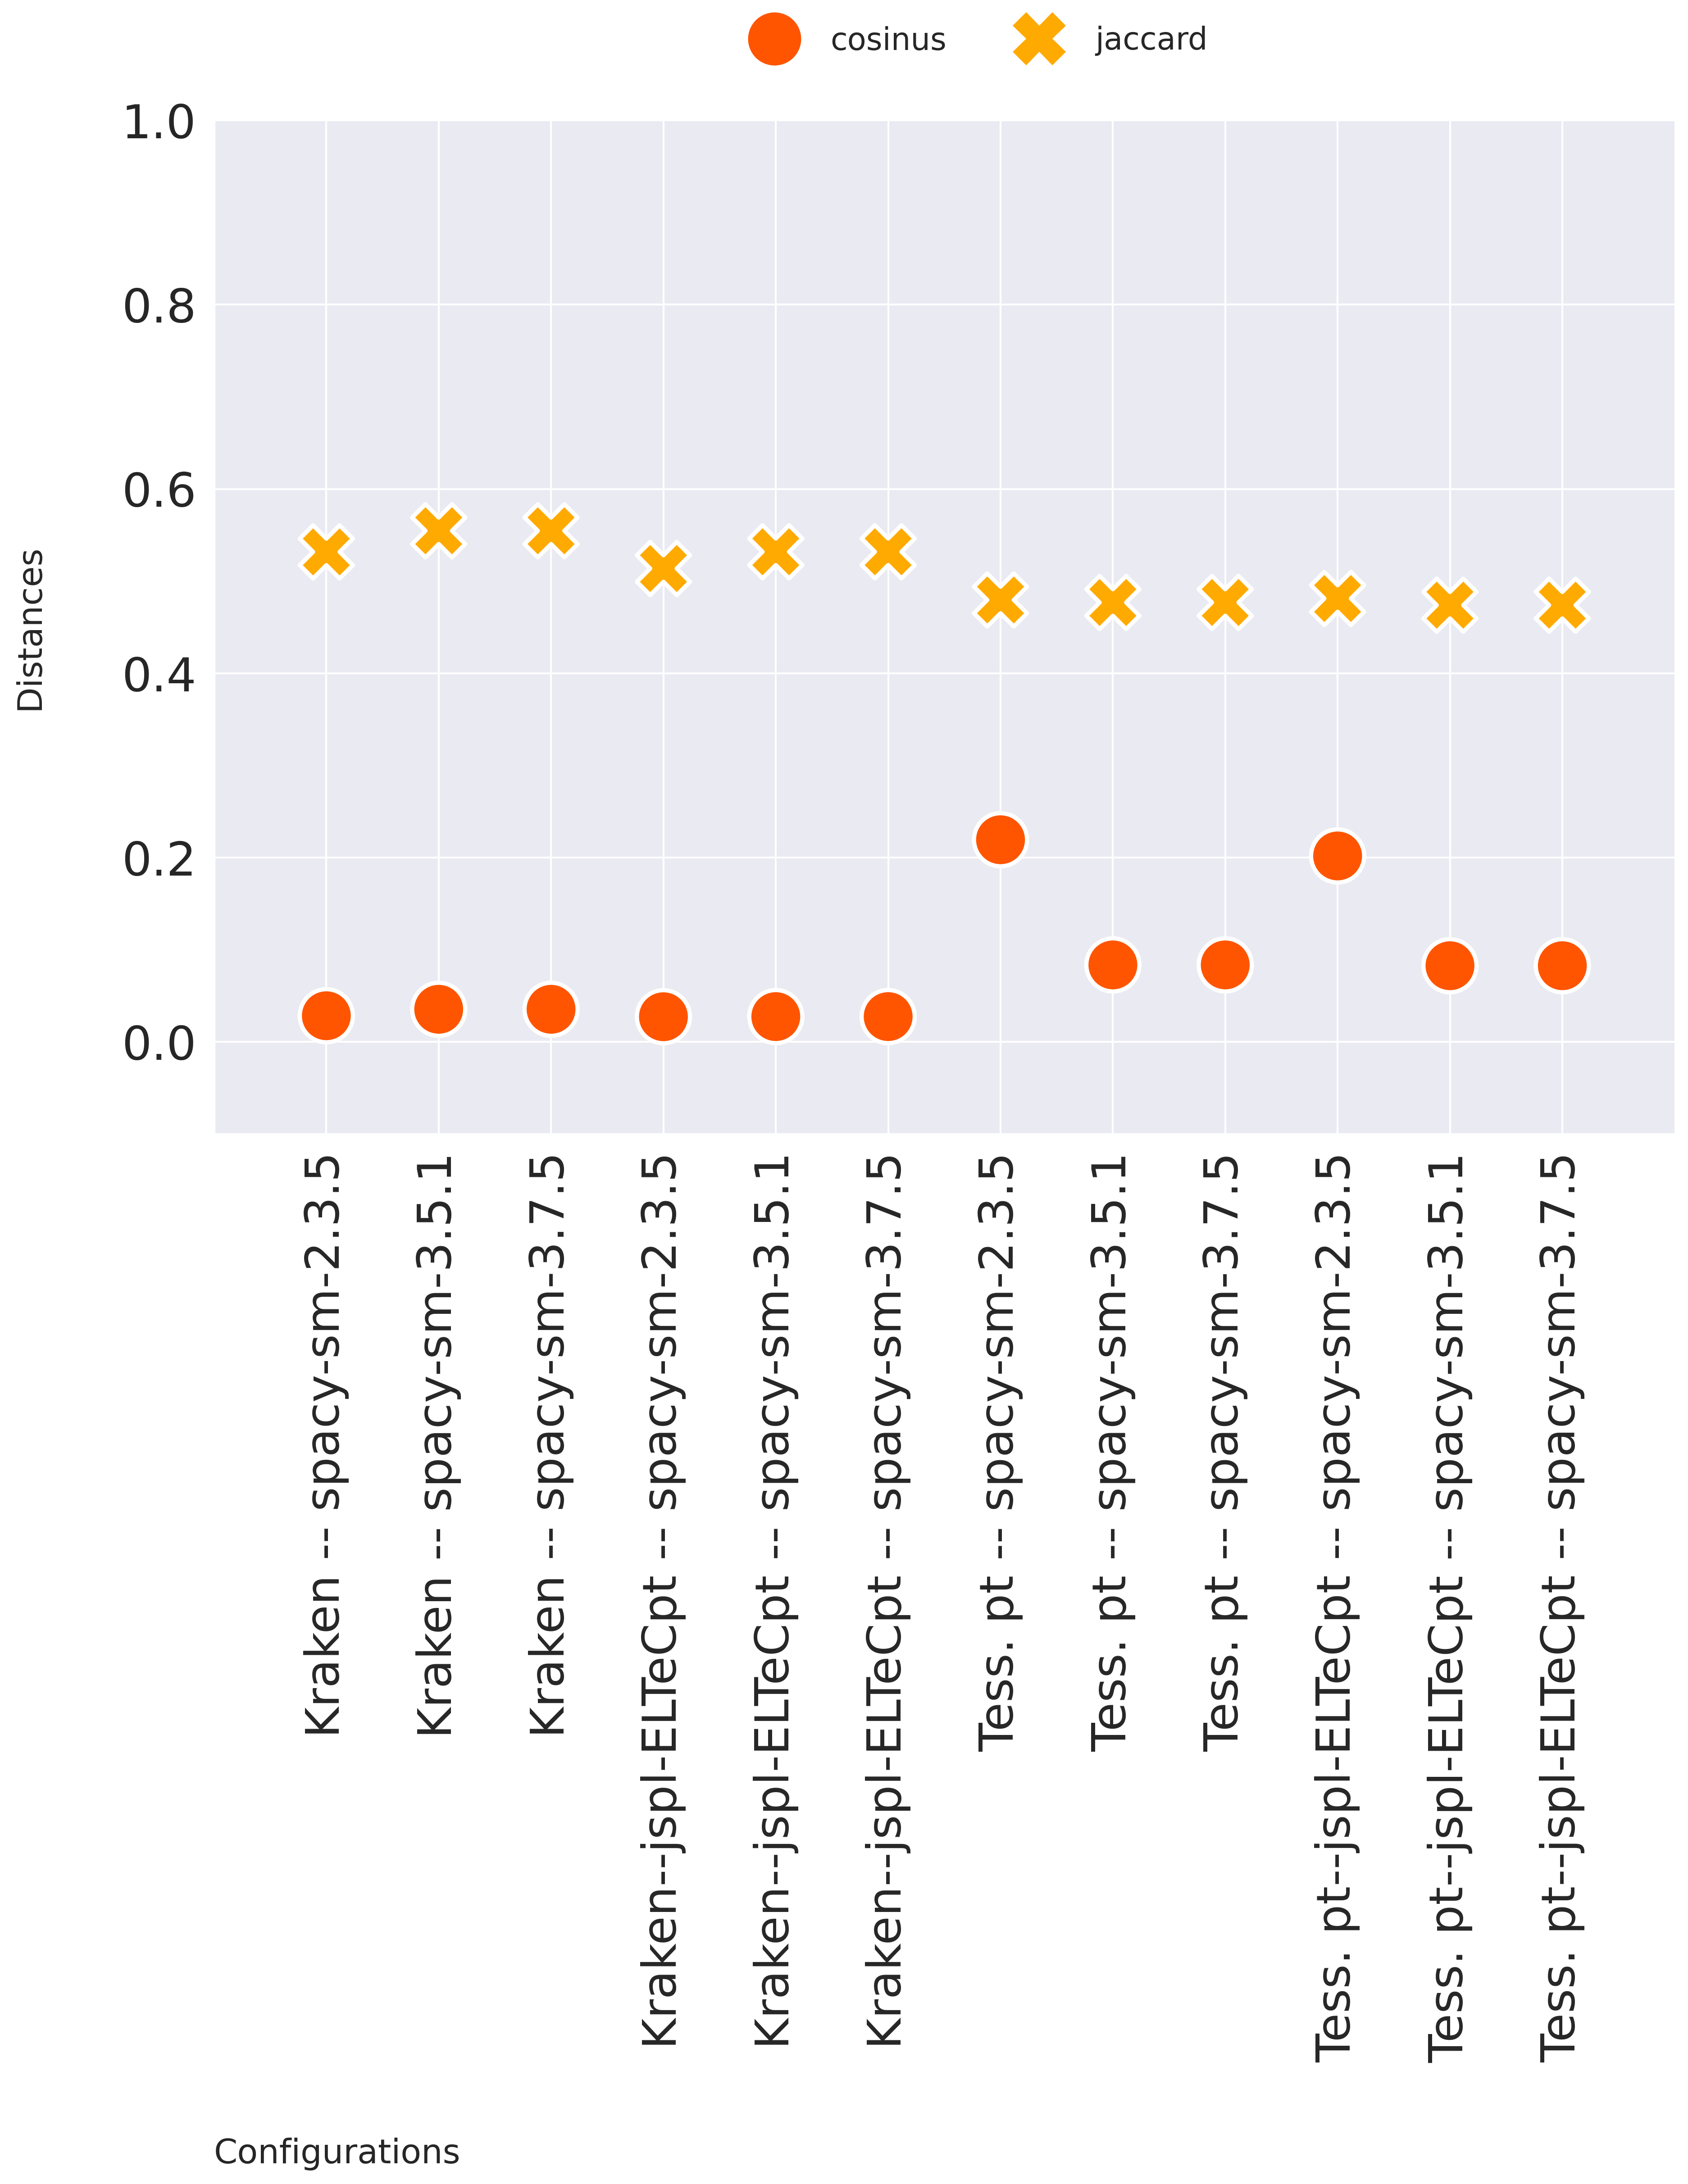 cosinus jaccard
1.0
0.8
0.6
0.4
0.2
0.0
Distances
Kraken -- spacy-sm-2.3.5
Kraken -- spacy-sm-3.5.1
Kraken -- spacy-sm-3.7.5
Kraken--jspl-ELTeCpt -- spacy-sm-2.3.5
Kraken--jspl-ELTeCpt -- spacy-sm-3.5.1
Kraken--jspl-ELTeCpt -- spacy-sm-3.7.5
Tess. pt -- spacy-sm-2.3.5
Tess. pt -- spacy-sm-3.5.1
Tess. pt -- spacy-sm-3.7.5
Tess. pt--jspl-ELTeCpt -- spacy-sm-2.3.5
Tess. pt--jspl-ELTeCpt -- spacy-sm-3.5.1
Tess. pt--jspl-ELTeCpt -- spacy-sm-3.7.5
Configurations